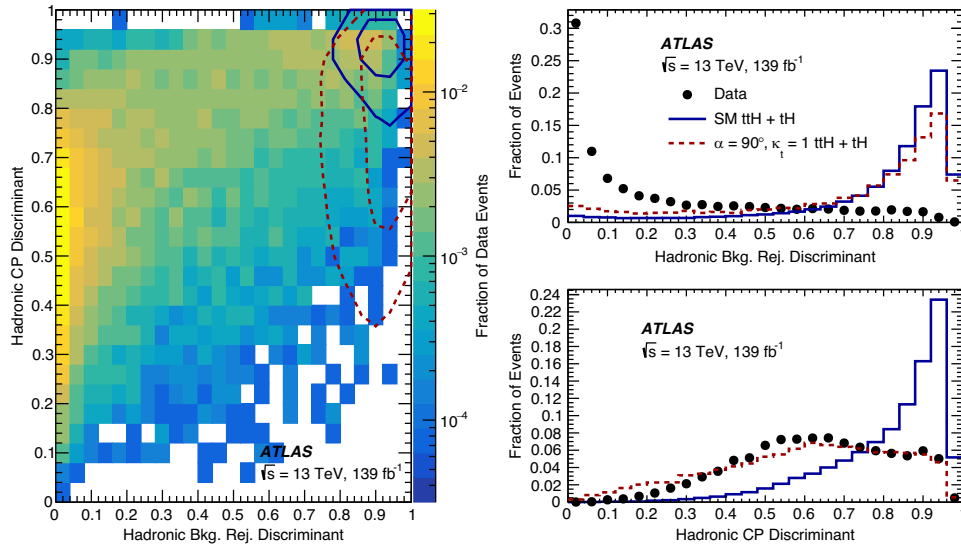 1
0.9
0.8
0.7
0.6
0.5
0.4
0.3
0.2
0.1
0
Hadronic CP Discriminant
ATLAS
√s = 13 TeV, 139 fb⁻¹
0 0.1 0.2 0.3 0.4 0.5 0.6 0.7 0.8 0.9 1
Hadronic Bkg. Rej. Discriminant
10⁻²
10⁻³
10⁻⁴
Fraction of Data Events
0.3
0.25
0.2
0.15
0.1
0.05
0
Fraction of Events
ATLAS
√s = 13 TeV, 139 fb⁻¹
Data
SM ttH + tH
α = 90°, κₜ = 1 ttH + tH
0 0.1 0.2 0.3 0.4 0.5 0.6 0.7 0.8 0.9 1
Hadronic Bkg. Rej. Discriminant
0.24
0.22
0.2
0.18
0.16
0.14
0.12
0.1
0.08
0.06
0.04
0.02
0
Fraction of Events
ATLAS
√s = 13 TeV, 139 fb⁻¹
0 0.1 0.2 0.3 0.4 0.5 0.6 0.7 0.8 0.9 1
Hadronic CP Discriminant